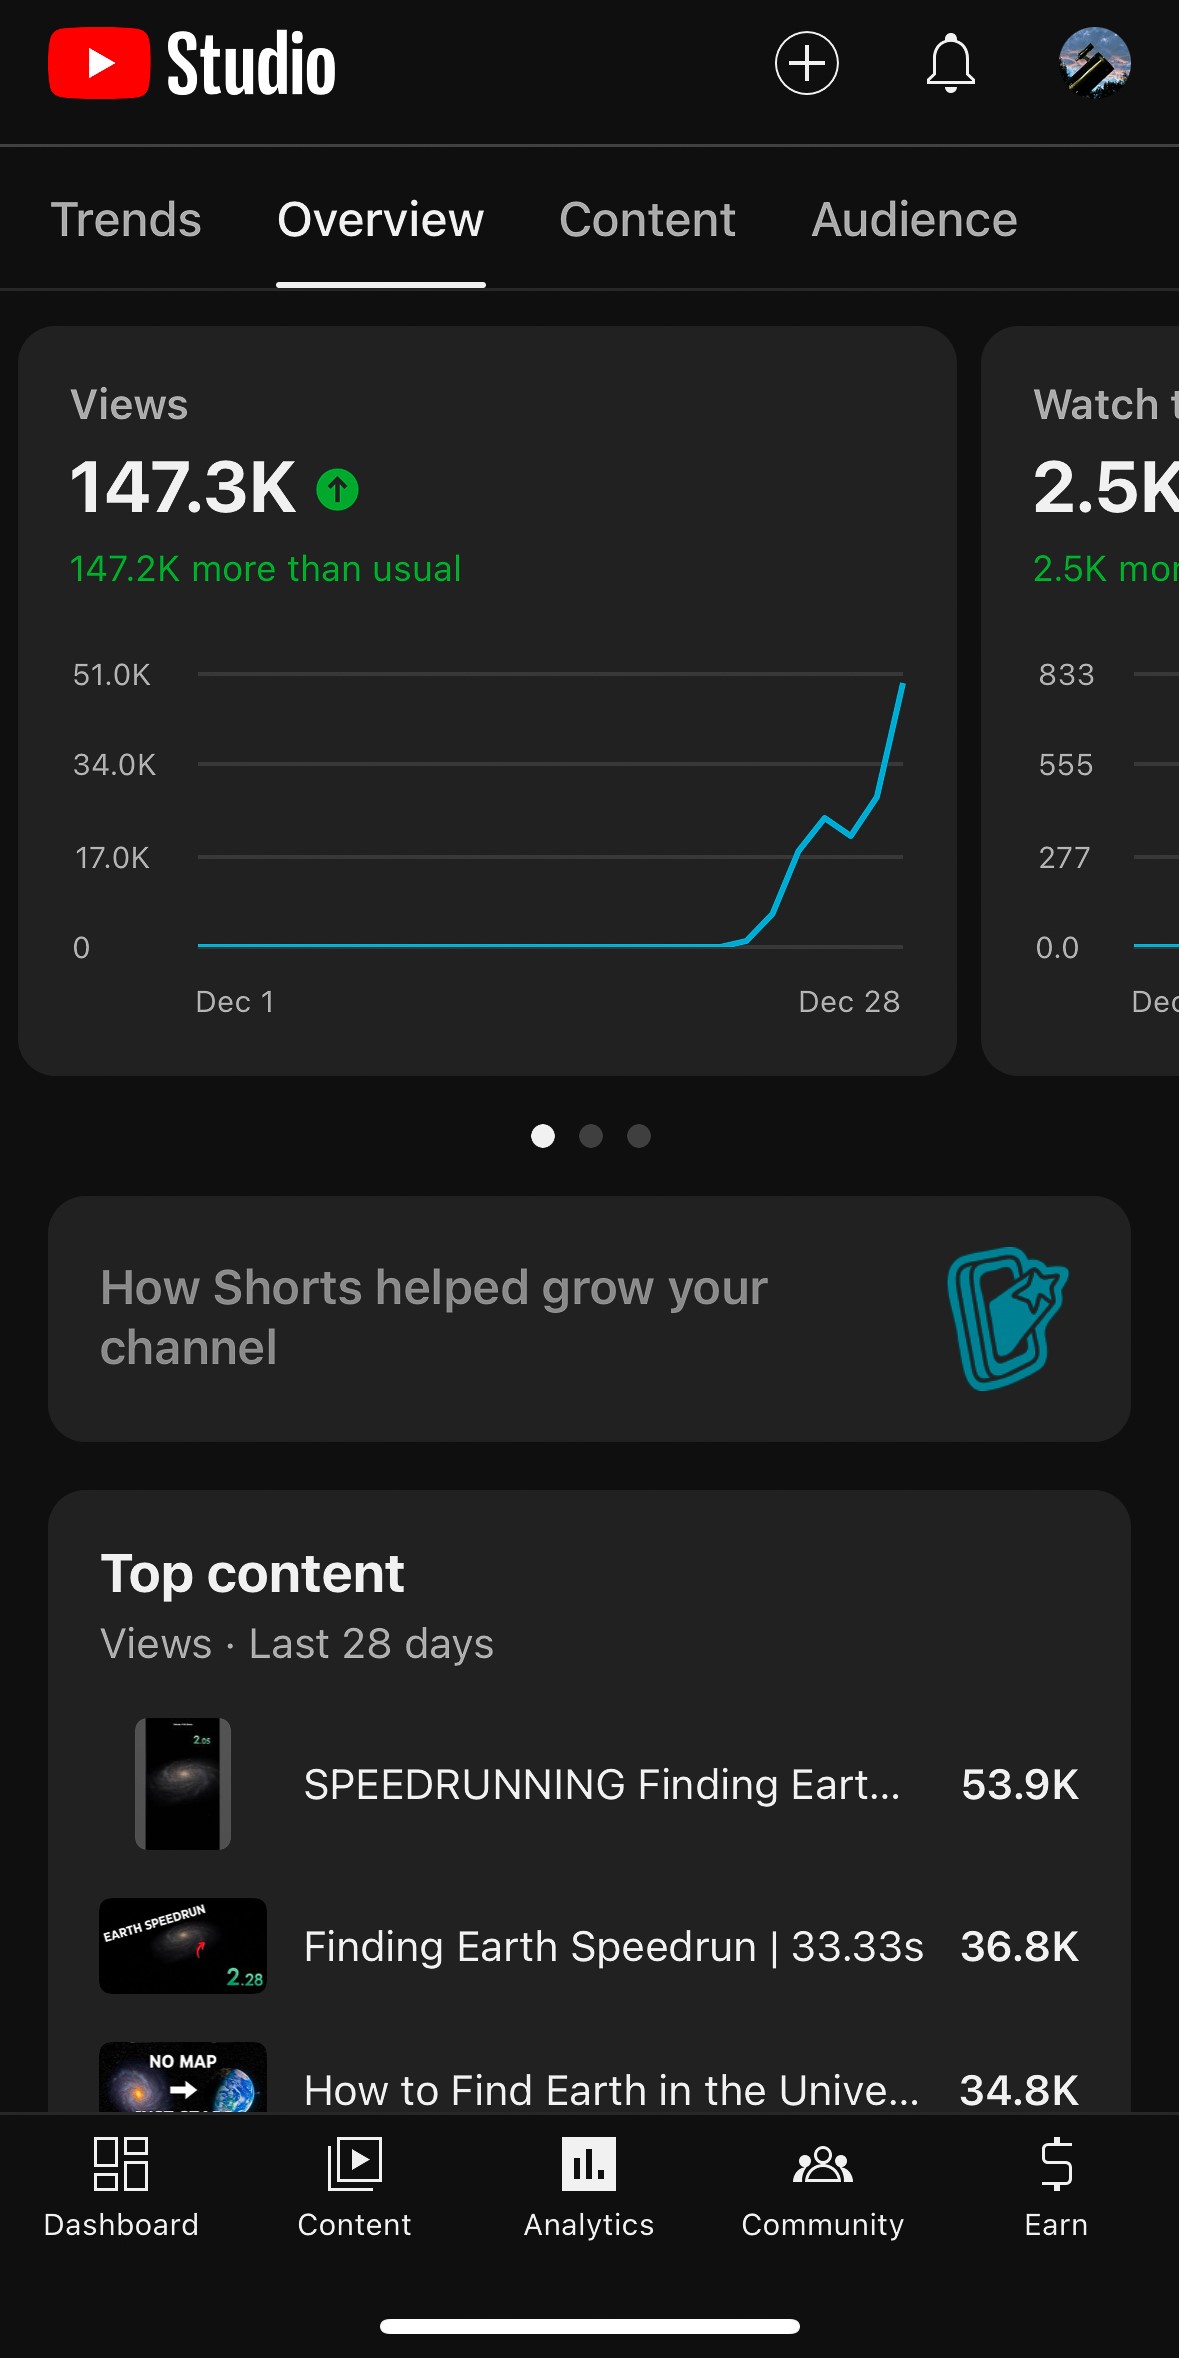 Studio
Trends Overview Content Audience
Views
147.3K
147.2K more than usual
51.0K
34.0K
17.0K
0
Dec 1 Dec 28
Watch t
2.5K
2.5K mor
833
555
277
0.0
Dec
How Shorts helped grow your
channel
Top content
Views · Last 28 days
2.05
SPEEDRUNNING Finding Eart... 53.9K
EARTH SPEEDRUN
2.28
Finding Earth Speedrun | 33.33s 36.8K
NO MAP
How to Find Earth in the Unive... 34.8K
Dashboard Content Analytics Community Earn